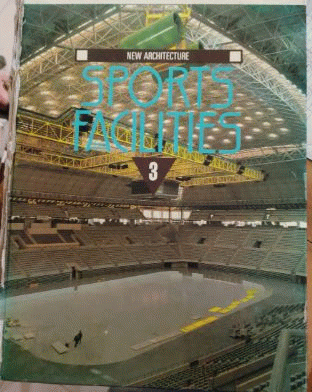 NEW ARCHITECTURE
SPORTS
FACILITIES
3